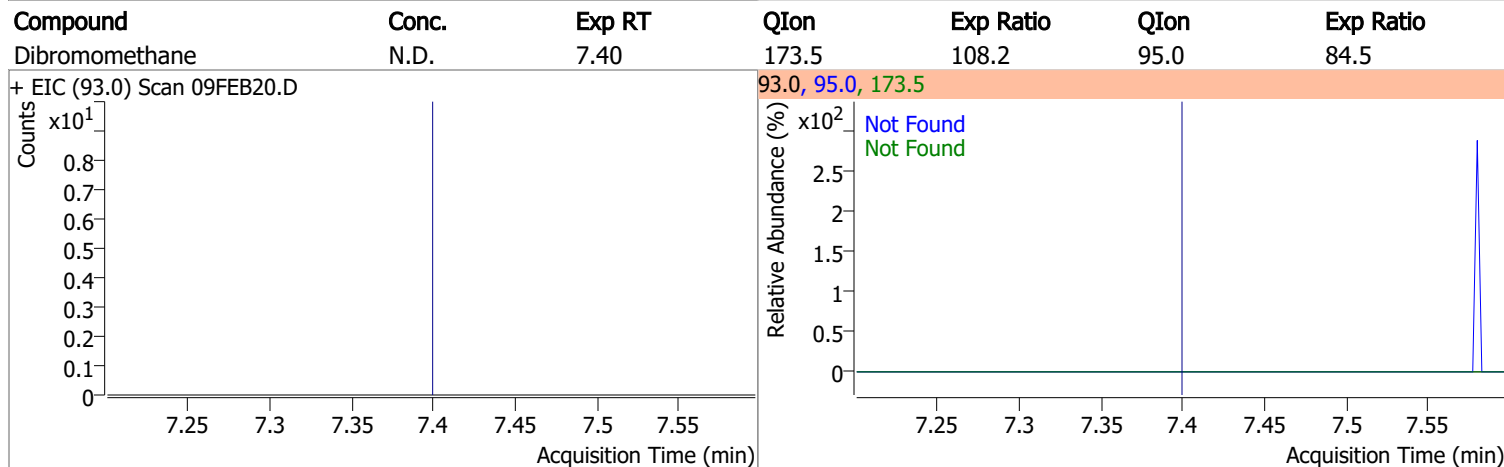 Compound Conc. Exp RT QIon Exp Ratio QIon Exp Ratio
Dibromomethane N.D. 7.40 173.5 108.2 95.0 84.5
+ EIC (93.0) Scan 09FEB20.D
Counts
x10^1
0.8
0.7
0.6
0.5
0.4
0.3
0.2
0.1
0
7.25 7.3 7.35 7.4 7.45 7.5 7.55
Acquisition Time (min)
93.0, 95.0, 173.5
Relative Abundance (%)
x10^2
Not Found
Not Found
2.5
2
1.5
1
0.5
0
7.25 7.3 7.35 7.4 7.45 7.5 7.55
Acquisition Time (min)